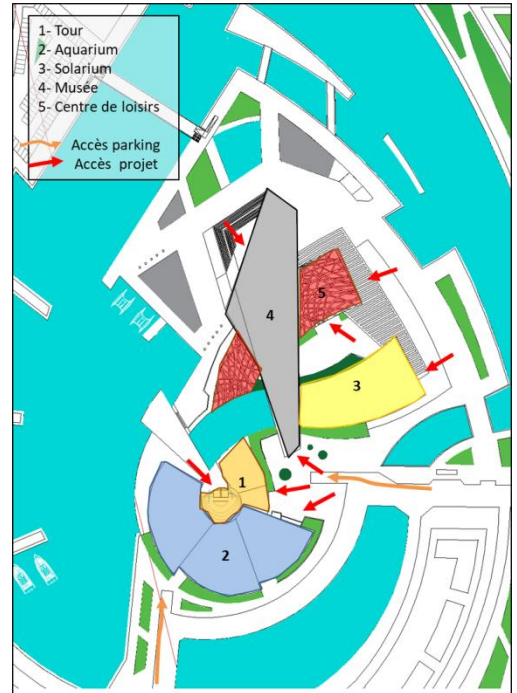 1- Tour
2- Aquarium
3- Solarium
4- Musée
5- Centre de loisirs
Accès parking
Accès projet
5
4
3
1
2